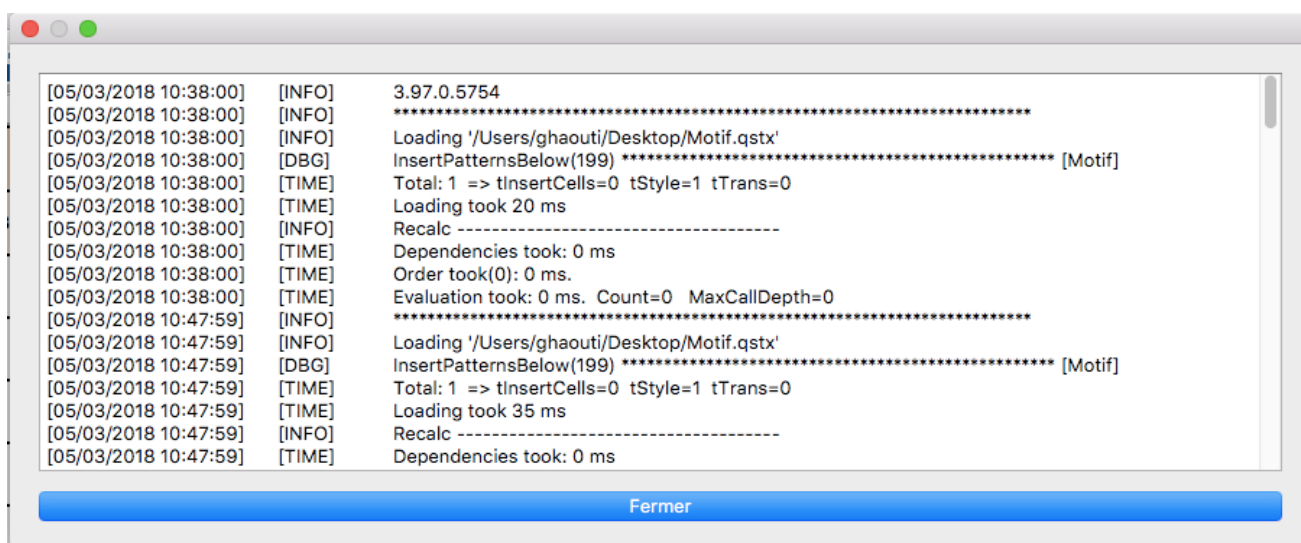 [05/03/2018 10:38:00] [INFO] 3.97.0.5754
[05/03/2018 10:38:00] [INFO] ***************************************************************************
[05/03/2018 10:38:00] [INFO] Loading '/Users/ghaouti/Desktop/Motif.qstx'
[05/03/2018 10:38:00] [DBG] InsertPatternsBelow(199) *************************************************** [Motif]
[05/03/2018 10:38:00] [TIME] Total: 1 => tInsertCells=0 tStyle=1 tTrans=0
[05/03/2018 10:38:00] [TIME] Loading took 20 ms
[05/03/2018 10:38:00] [INFO] Recalc -------------------------------------
[05/03/2018 10:38:00] [TIME] Dependencies took: 0 ms
[05/03/2018 10:38:00] [TIME] Order took(0): 0 ms.
[05/03/2018 10:38:00] [TIME] Evaluation took: 0 ms. Count=0 MaxCallDepth=0
[05/03/2018 10:47:59] [INFO] ***************************************************************************
[05/03/2018 10:47:59] [INFO] Loading '/Users/ghaouti/Desktop/Motif.qstx'
[05/03/2018 10:47:59] [DBG] InsertPatternsBelow(199) *************************************************** [Motif]
[05/03/2018 10:47:59] [TIME] Total: 1 => tInsertCells=0 tStyle=1 tTrans=0
[05/03/2018 10:47:59] [TIME] Loading took 35 ms
[05/03/2018 10:47:59] [INFO] Recalc -------------------------------------
[05/03/2018 10:47:59] [TIME] Dependencies took: 0 ms
Fermer